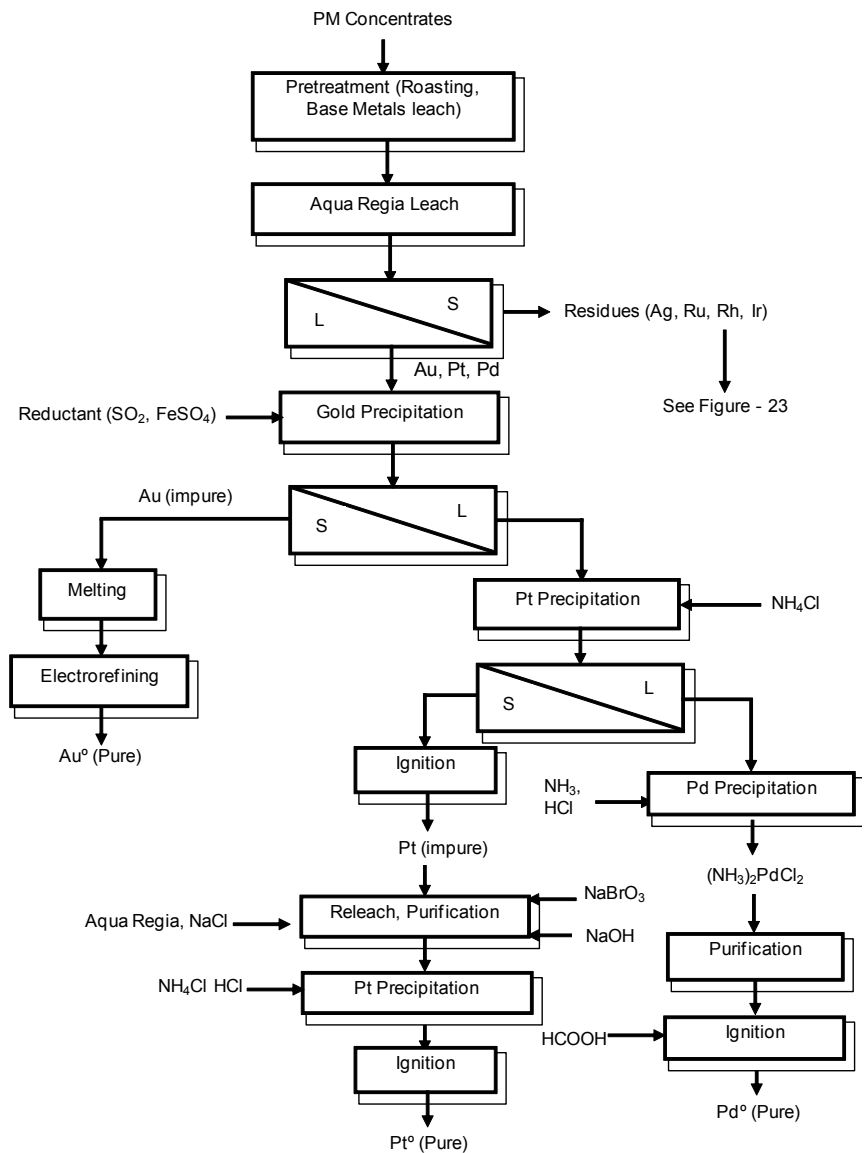 PM Concentrates
Pretreatment (Roasting,
Base Metals leach)
Aqua Regia Leach
S
L
Residues (Ag, Ru, Rh, Ir)
Au, Pt, Pd
See Figure - 23
Reductant (SO₂, FeSO₄)
Gold Precipitation
Au (impure)
L
S
Melting
Pt Precipitation
NH₄Cl
Electrorefining
L
S
Au⁰ (Pure)
Ignition
NH₃,
HCl
Pd Precipitation
Pt (impure)
(NH₃)₂PdCl₂
NaBrO₃
Aqua Regia, NaCl
Releach, Purification
NaOH
Purification
NH₄Cl HCl
Pt Precipitation
HCOOH
Ignition
Ignition
Pd⁰ (Pure)
Pt⁰ (Pure)